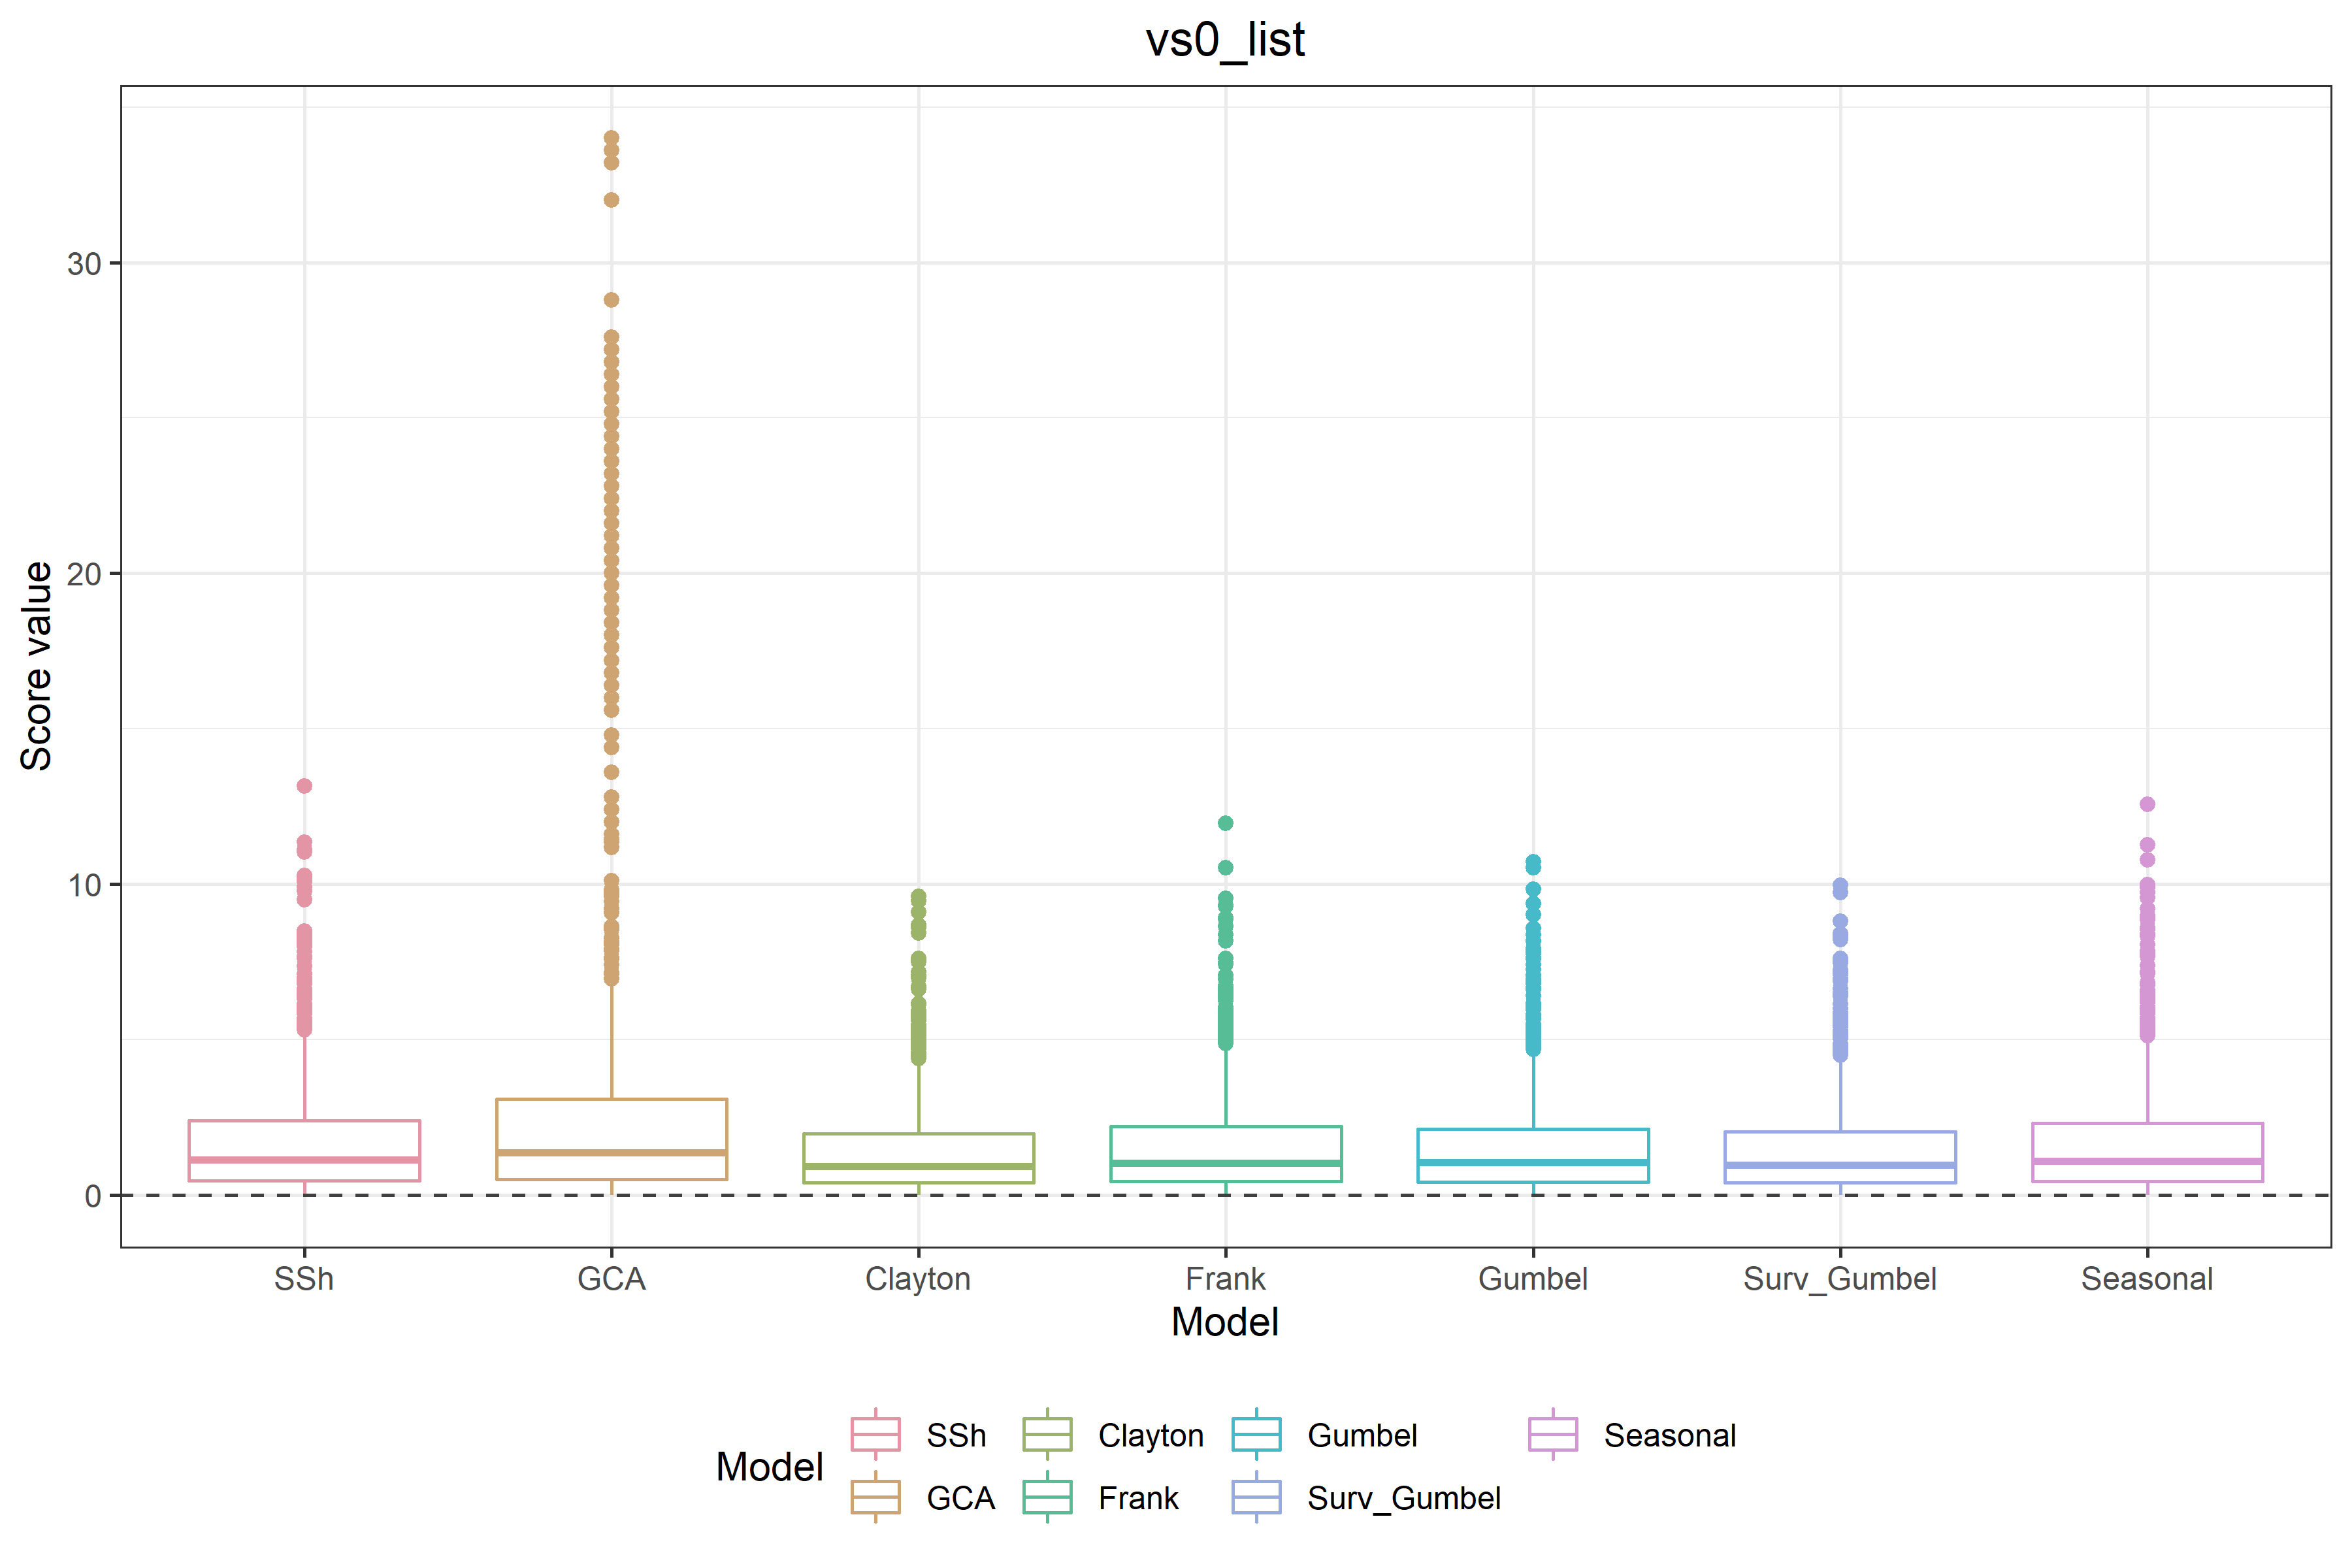 vs0_list
Score value
30
20
10
0
SSh GCA Clayton Frank Gumbel Surv_Gumbel Seasonal
Model
Model
SSh Clayton Gumbel Seasonal
GCA Frank Surv_Gumbel